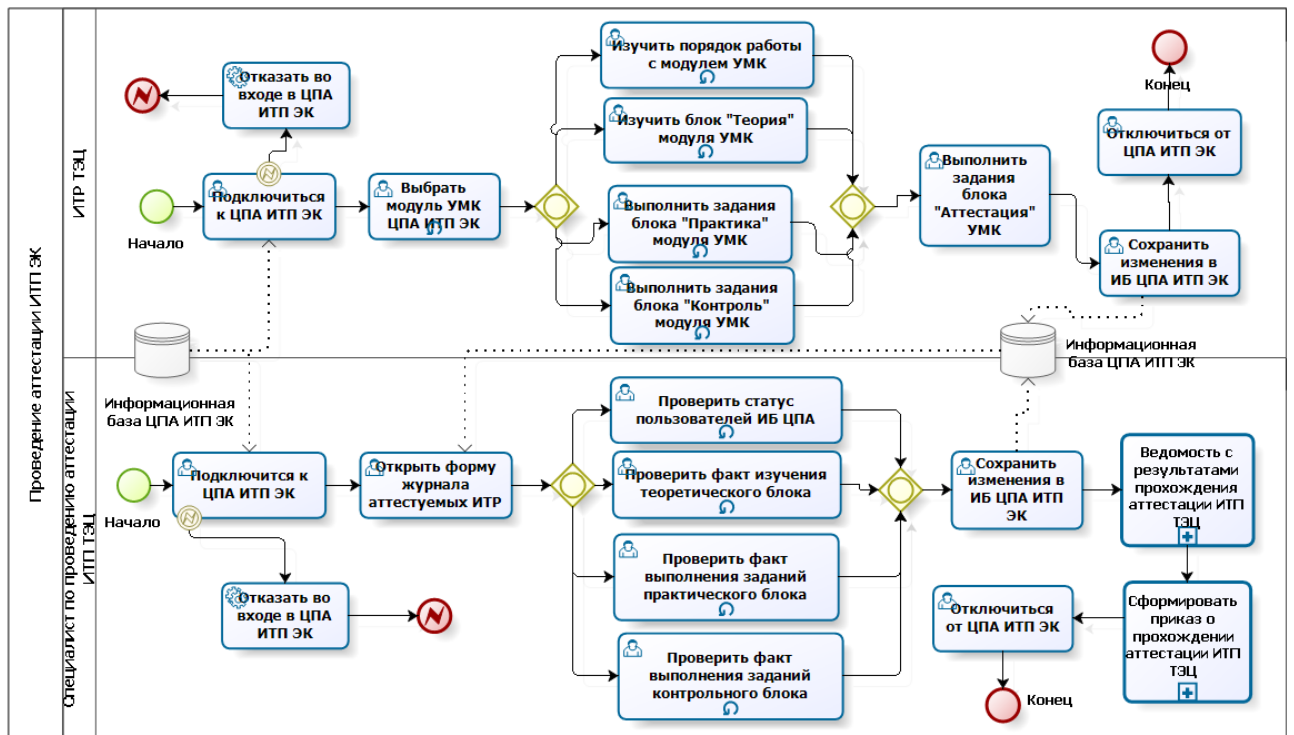 Проведение аттестации ИТП ЭК
ИТР ТЭЦ
Отказать во
входе в ЦПА
ИТП ЭК
Начало
Подключиться
к ЦПА ИТП ЭК
Выбрать
модуль УМК
ЦПА ИТП ЭК
Изучить порядок работы
с модулем УМК
Изучить блок "Теория"
модуля УМК
Выполнить задания
блока "Практика"
модуля УМК
Выполнить задания
блока "Контроль"
модуля УМК
Выполнить
задания
блока
"Аттестация"
УМК
Сохранить
изменения в
ИБ ЦПА ИТП ЭК
Отключиться от
ЦПА ИТП ЭК
Конец
Информационная
база ЦПА ИТП ЭК
Информационная
база ЦПА ИТП ЭК
Специалист по проведению аттестации
ИТП ТЭЦ
Начало
Подключится к
ЦПА ИТП ЭК
Отказать во
входе в ЦПА
ИТП ЭК
Открыть форму
журнала
аттестуемых ИТР
Проверить статус
пользователей ИБ ЦПА
Проверить факт изучения
теоретического блока
Проверить факт
выполнения заданий
практического блока
Проверить факт
выполнения заданий
контрольного блока
Сохранить
изменения в
ИБ ЦПА ИТП
ЭК
Ведомость с
результатами
прохождения
аттестации ИТП
ТЭЦ
Сформировать
приказ о
прохождении
аттестации ИТП
ТЭЦ
Отключиться
от ЦПА ИТП ЭК
Конец